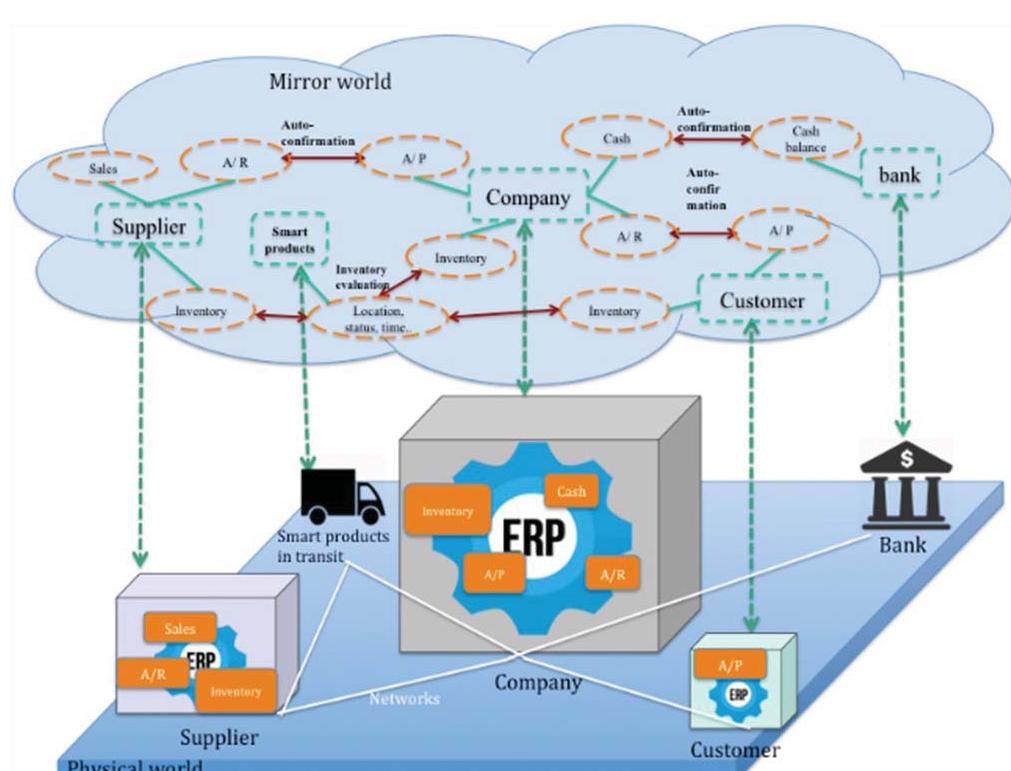 Mirror world
Auto-
confirmation
Auto-
confirmation
Sales
A/ R
A/ P
Cash
Cash
balance
bank
Company
Auto-
confir
mation
Supplier
Smart
products
A/ R
A/ P
Inventory
Inventory
evaluation
Customer
Inventory
Location,
status, time..
Inventory
$
Cash
Inventory
ERP
Smart products
in transit
Bank
A/P
A/R
Sales
ERP
A/R
Inventory
A/P
ERP
Company
Networks
Supplier
Customer
Physical world